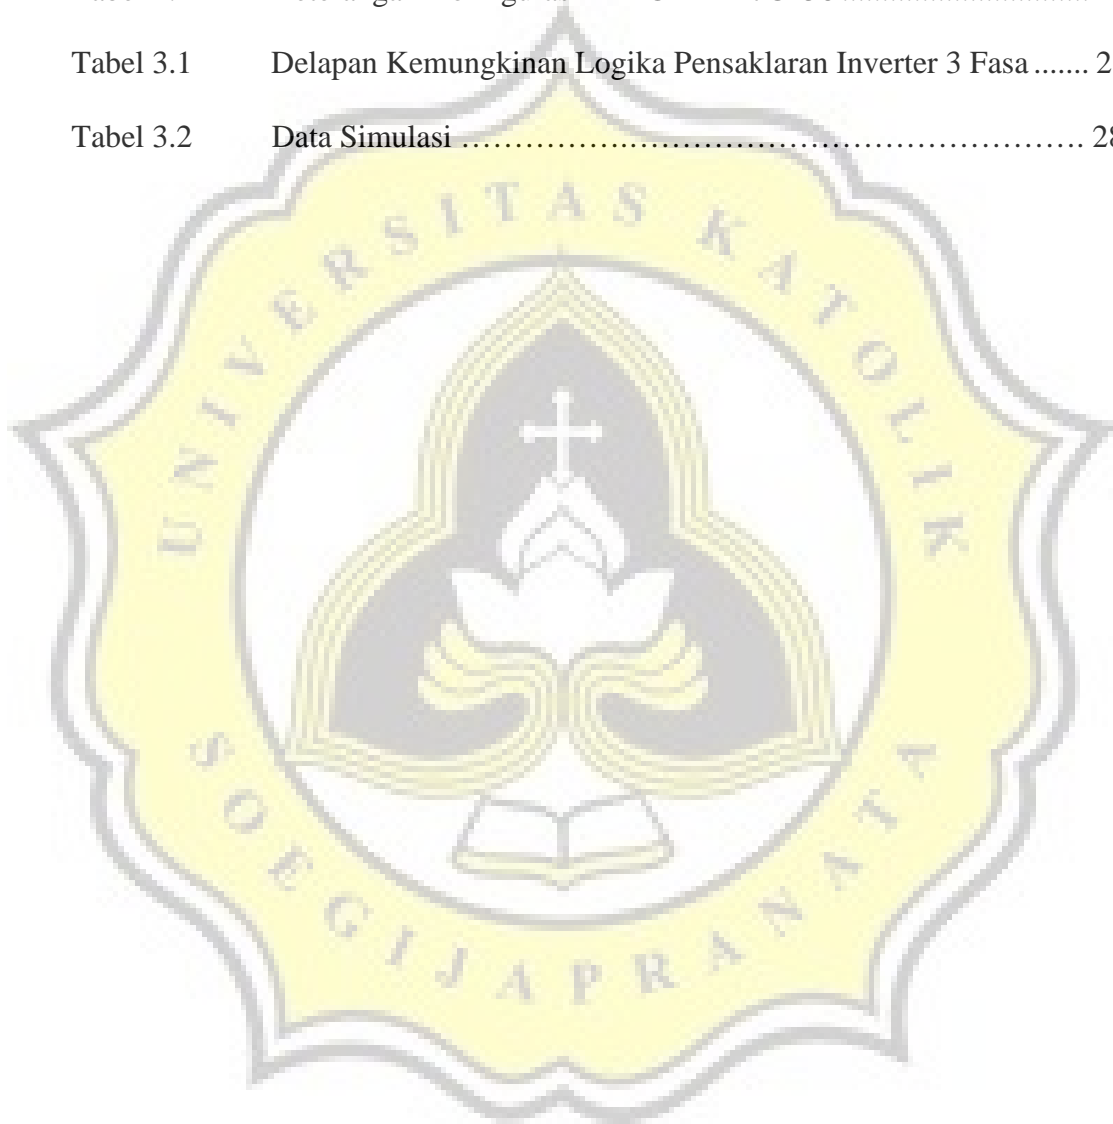 Tabel 3.1 Delapan Kemungkinan Logika Pensaklaran Inverter 3 Fasa ....... 2
Tabel 3.2 Data Simulasi ………………………………………………… 28
UNIVERSITAS KATOLIK
SOEGIJAPRANATA